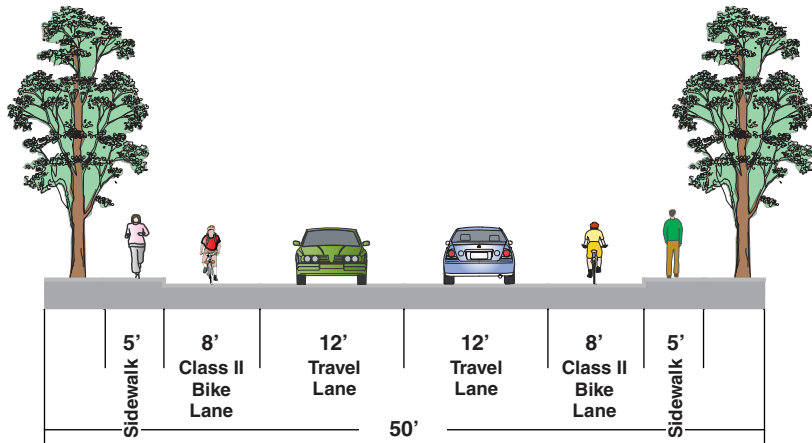 5’
Sidewalk
8’
Class II
Bike
Lane
12’
Travel
Lane
12’
Travel
Lane
8’
Class II
Bike
Lane
5’
Sidewalk
50’